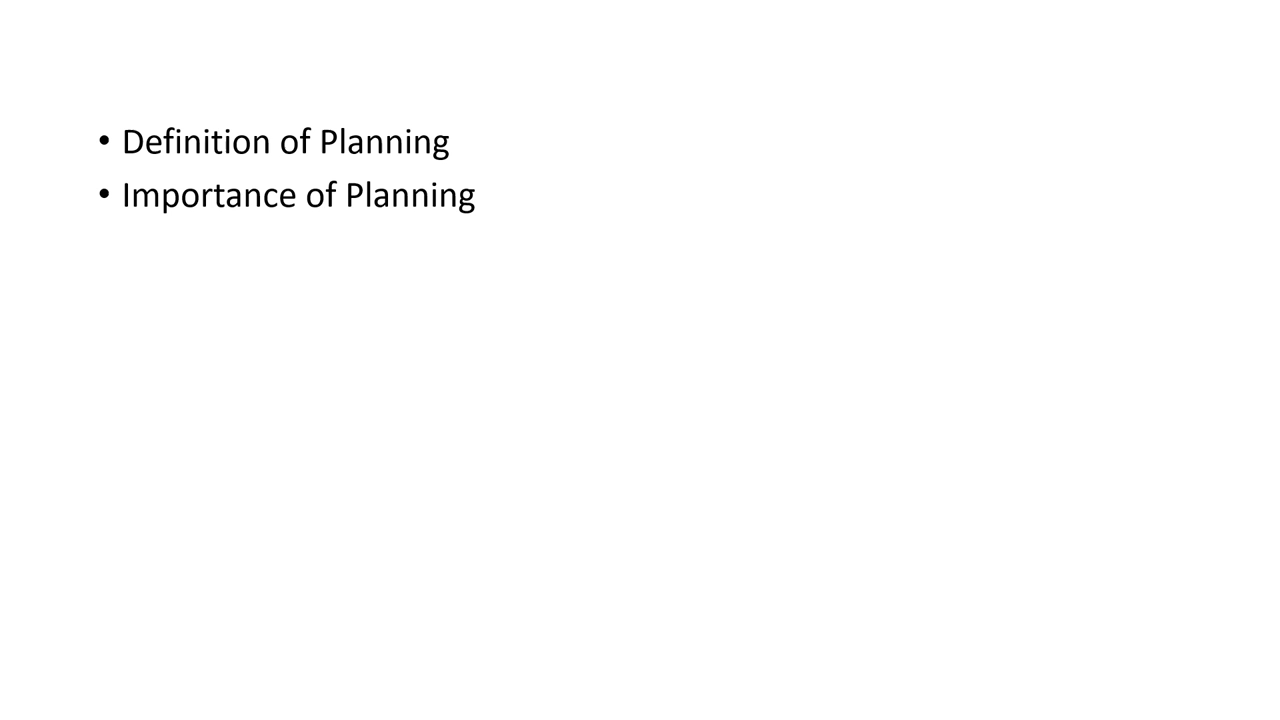 • Definition of Planning
• Importance of Planning